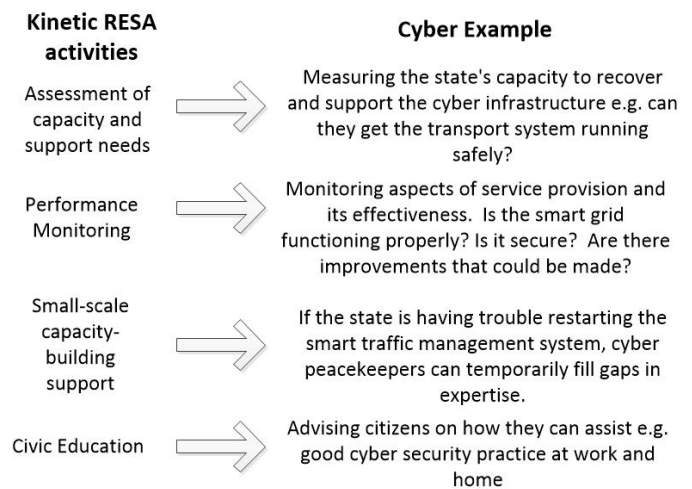 Kinetic RESA
activities
Cyber Example
Assessment of
capacity and
support needs
Measuring the state's capacity to recover
and support the cyber infrastructure e.g. can
they get the transport system running
safely?
Performance
Monitoring
Monitoring aspects of service provision and
its effectiveness.  Is the smart grid
functioning properly? Is it secure?  Are there
improvements that could be made?
Small-scale
capacity-
building
support
If the state is having trouble restarting the
smart traffic management system, cyber
peacekeepers can temporarily fill gaps in
expertise.
Civic Education
Advising citizens on how they can assist e.g.
good cyber security practice at work and
home